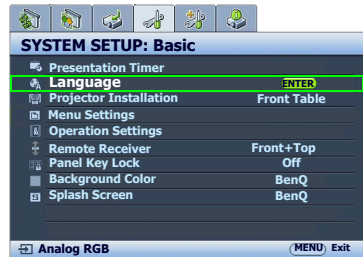 SYSTEM SETUP: Basic
Presentation Timer
Language ENTER
Projector Installation Front Table
Menu Settings
Operation Settings
Remote Receiver Front+Top
Panel Key Lock Off
Background Color BenQ
Splash Screen BenQ
Analog RGB MENU Exit